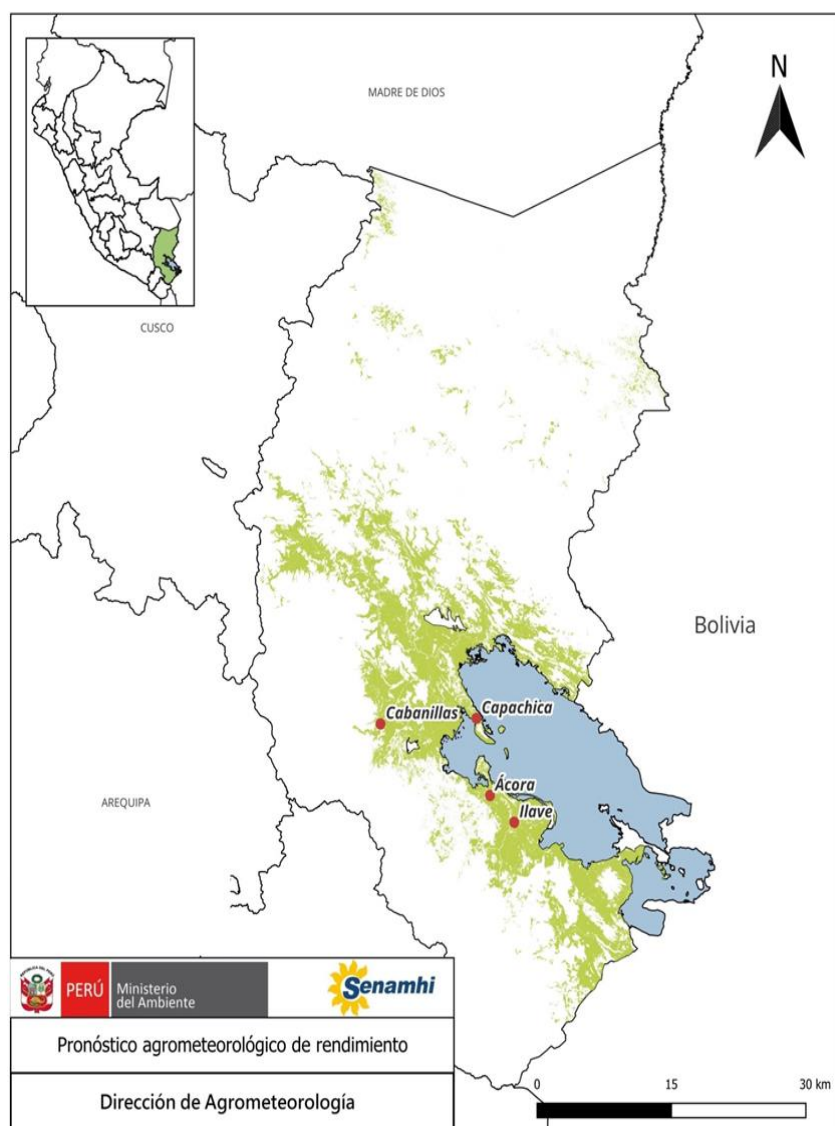 MADRE DE DIOS
N
CUSCO
Bolivia
Cabanillas
Capachica
Ácora
Ilave
AREQUIPA
PERÚ
Ministerio
del Ambiente
Senamhi
Pronóstico agrometeorológico de rendimiento
Dirección de Agrometeorología
0
15
30 km